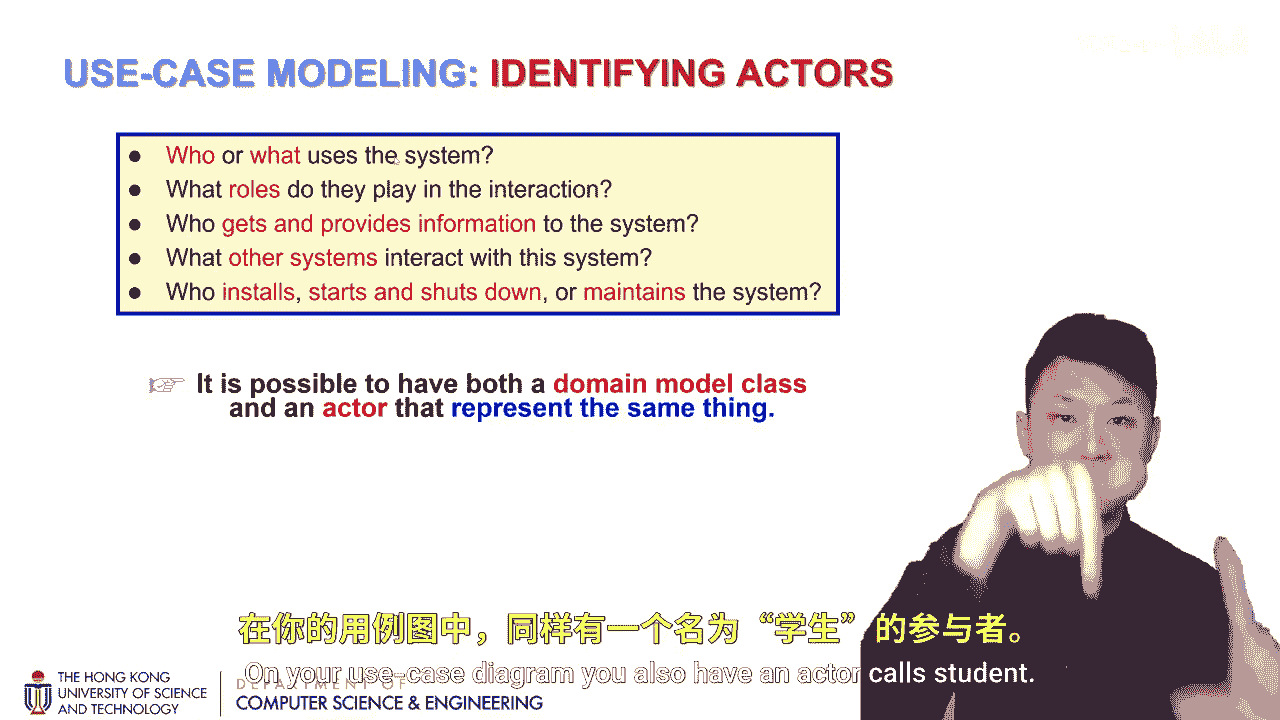 USE-CASE MODELING: IDENTIFYING ACTORS
● Who or what uses the system?
● What roles do they play in the interaction?
● Who gets and provides information to the system?
● What other systems interact with this system?
● Who installs, starts and shuts down, or maintains the system?
☞ It is possible to have both a domain model class
and an actor that represent the same thing.
在你的用例图中，同样有一个名为“学生”的参与者。
On your use-case diagram you also have an actor calls student.
THE HONG KONG
UNIVERSITY OF SCIENCE
AND TECHNOLOGY
DEPARTMENT OF
COMPUTER SCIENCE & ENGINEERING